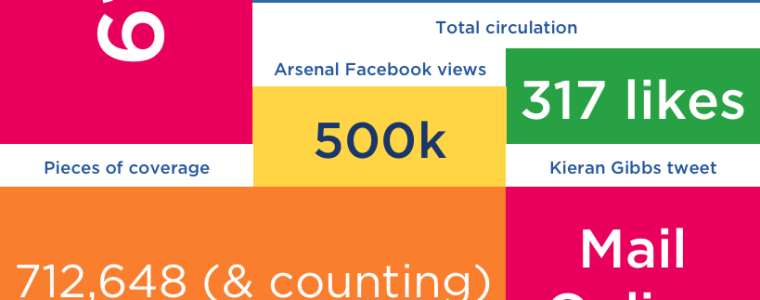 Total circulation
Arsenal Facebook views
317 likes
500k
Pieces of coverage
Kieran Gibbs tweet
Mail
712,648 (& counting)